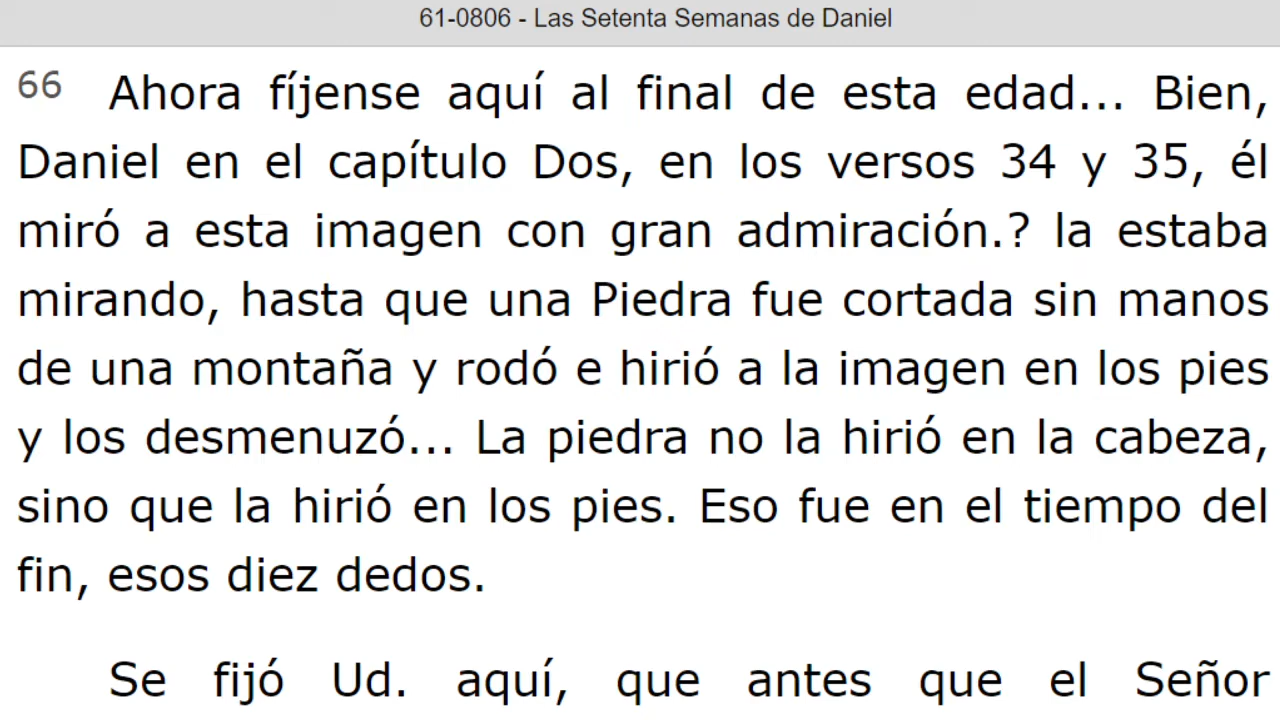 61-0806 - Las Setenta Semanas de Daniel
66 Ahora fíjense aquí al final de esta edad... Bien,
Daniel en el capítulo Dos, en los versos 34 y 35, él
miró a esta imagen con gran admiración.? la estaba
mirando, hasta que una Piedra fue cortada sin manos
de una montaña y rodó e hirió a la imagen en los pies
y los desmenuzó... La piedra no la hirió en la cabeza,
sino que la hirió en los pies. Eso fue en el tiempo del
fin, esos diez dedos.
Se fijó Ud. aquí, que antes que el Señor